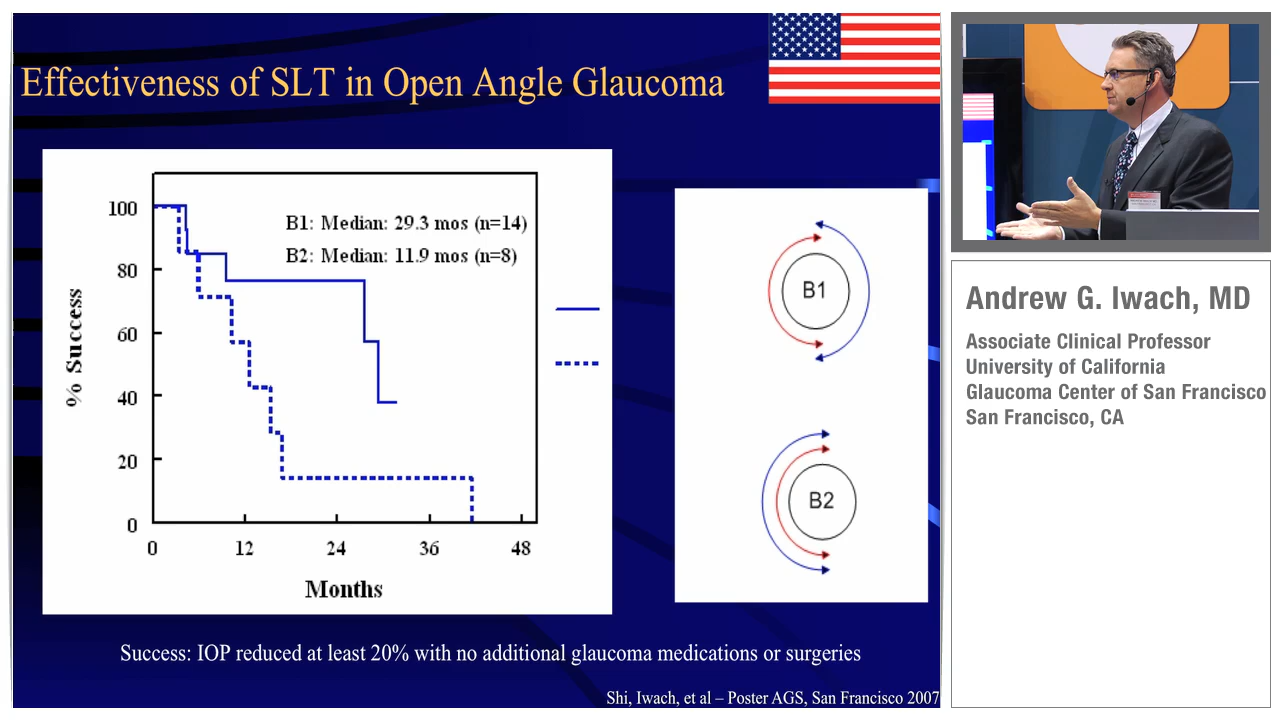 Effectiveness of SLT in Open Angle Glaucoma
B1: Median: 29.3 mos (n=14)
B2: Median: 11.9 mos (n=8)
% Success
100
80
60
40
20
0
0 12 24 36 48
Months
B1
B2
Success: IOP reduced at least 20% with no additional glaucoma medications or surgeries
Shi, Iwach, et al – Poster AGS, San Francisco 2007
Andrew G. Iwach, MD
Associate Clinical Professor
University of California
Glaucoma Center of San Francisco
San Francisco, CA